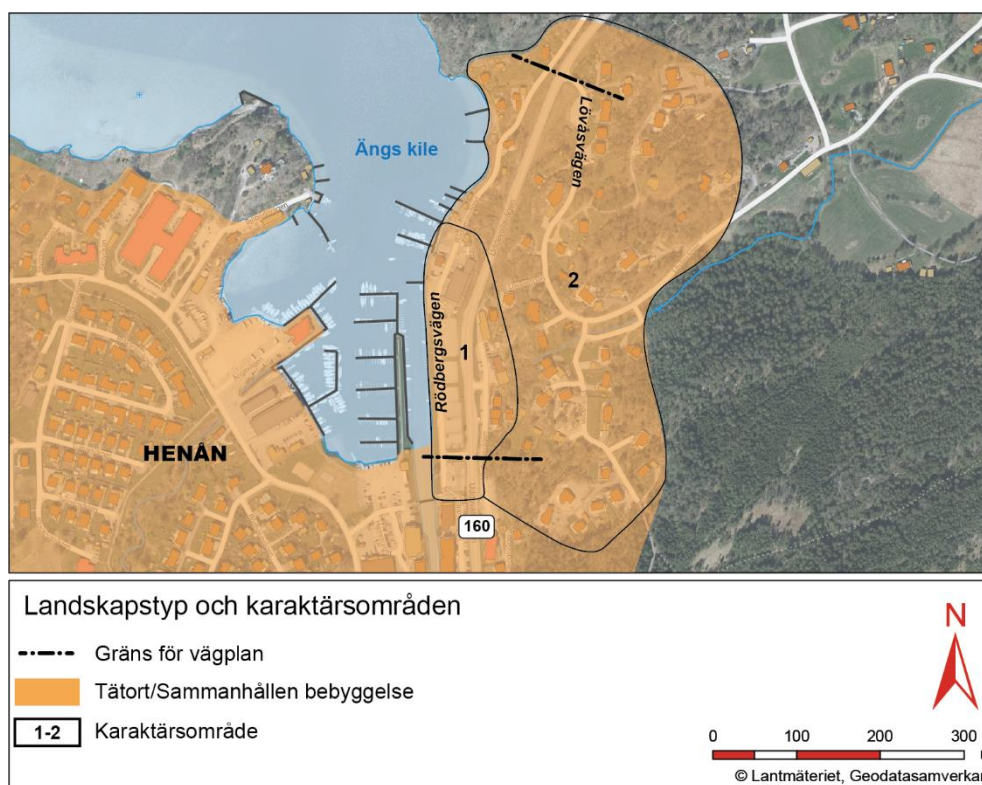 Ängs kile
Lövåsvägen
2
1
Rödbergsvägen
HENÅN
160
Landskapstyp och karaktärsområden
Gräns för vägplan
Tätort/Sammanhållen bebyggelse
1-2
Karaktärsområde
N
0 100 200 300
© Lantmäteriet, Geodatasamverkan